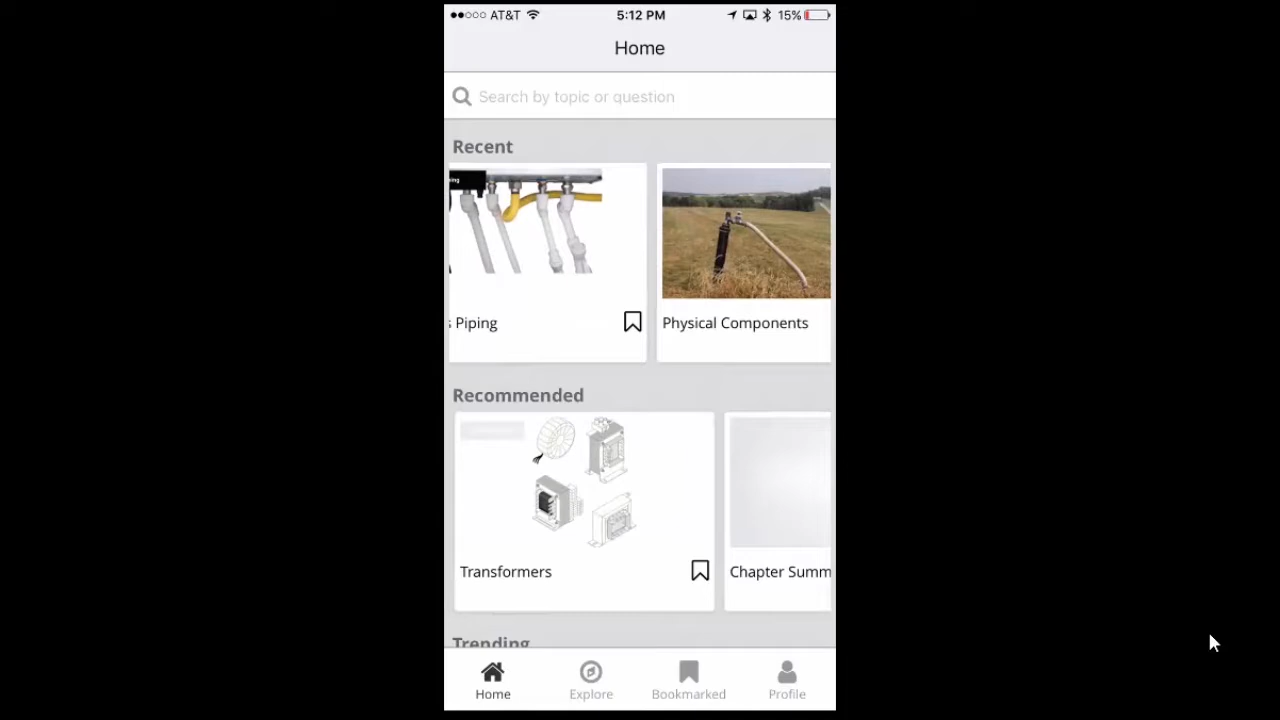 AT&T
5:12 PM
15%
Home
Search by topic or question
Recent
Piping
Physical Components
Recommended
Transformers
Chapter Summ
Trending
Home
Explore
Bookmarked
Profile